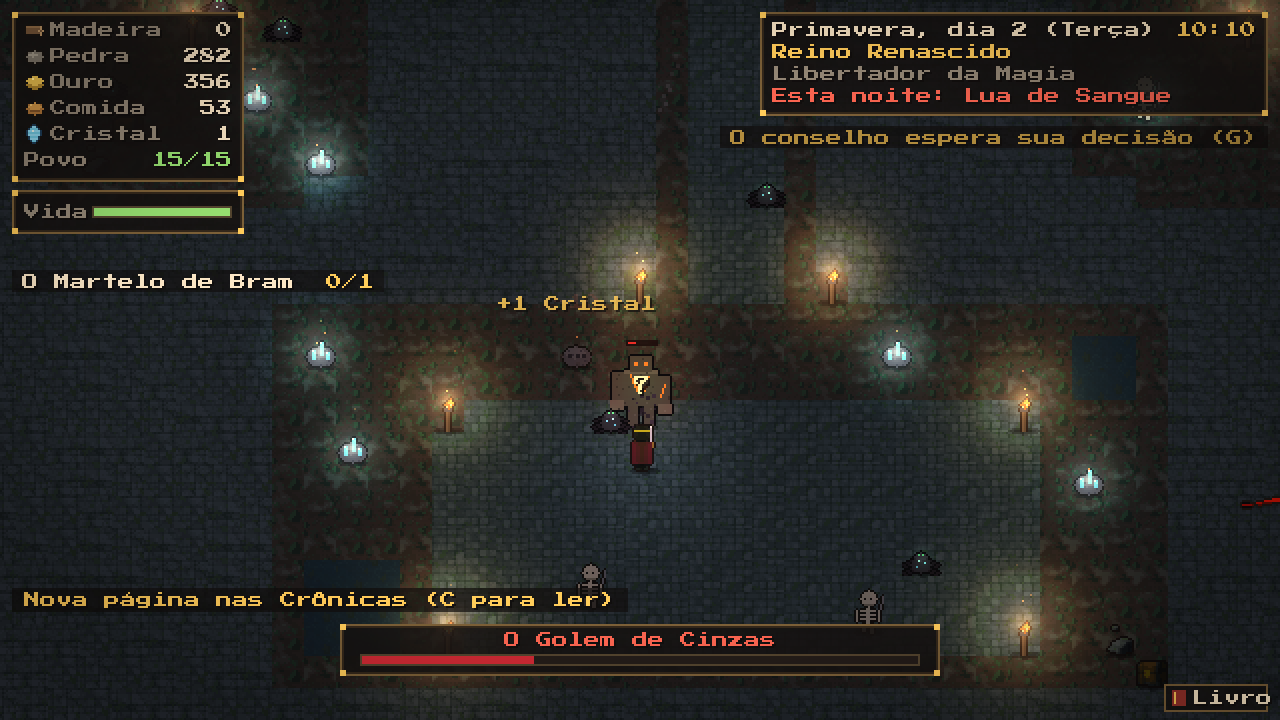 Madeira 0
Pedra 282
Ouro 356
Comida 53
Cristal 1
Povo 15/15
Vida
Primavera, dia 2 (Terça) 10:10
Reino Renascido
Libertador da Magia
Esta noite: Lua de Sangue
O conselho espera sua decisão (G)
O Martelo de Bram 0/1
+1 Cristal
?
Nova página nas Crônicas (C para ler)
O Golem de Cinzas
Livro